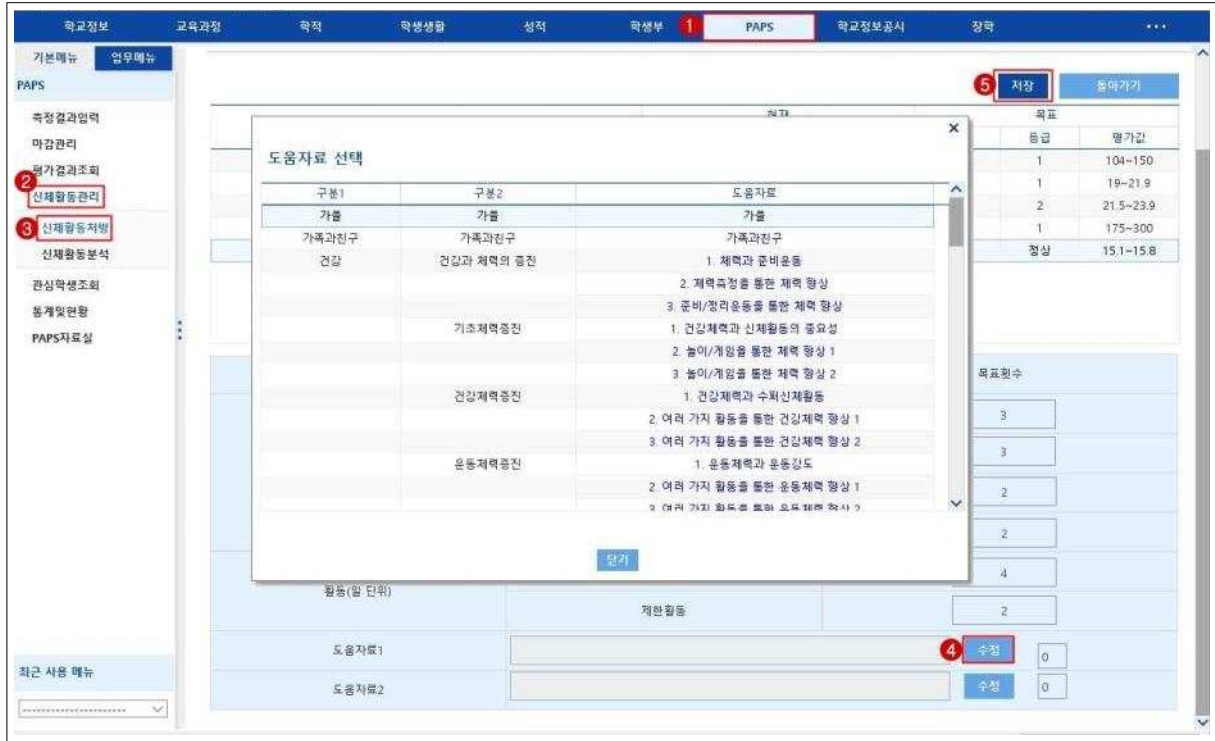 학교정보 교육과정 학적 학생생활 성적 학생부 1 PAPS 학교정보공시 장학 ...
기본메뉴 업무메뉴
PAPS
5 저장 돌아가기
측정결과입력
마감관리
평가결과조회
2 신체활동관리
3 신체활동처방
신체활동분석
관심학생조회
통계및현황
PAPS자료실
목표
등급 평가값
1 104~150
1 19~21.9
2 21.5~23.9
1 175~300
정상 15.1~15.8
×
도움자료 선택
구분1 구분2 도움자료
가출 가출 가출
가족과친구 가족과친구 가족과친구
건강 건강과 체력의 증진 1. 체력과 준비운동
2. 체력측정을 통한 체력 향상
3. 준비/정리운동을 통한 체력 향상
기초체력증진 1. 건강체력과 신체활동의 중요성
2. 놀이/게임을 통한 체력 향상 1
3. 놀이/게임을 통한 체력 향상 2
건강체력증진 1. 건강체력과 수퍼신체활동
2. 여러 가지 활동을 통한 건강체력 향상 1
3. 여러 가지 활동을 통한 건강체력 향상 2
운동체력증진 1. 운동체력과 운동강도
2. 여러 가지 활동을 통한 운동체력 향상 1
3. 여러 가지 활동을 통한 운동체력 향상 2
닫기
목표횟수
3
3
2
2
4
활동(일 단위)
제한활동 2
도움자료1 4 수정 0
도움자료2 수정 0
최근 사용 메뉴
----------------------